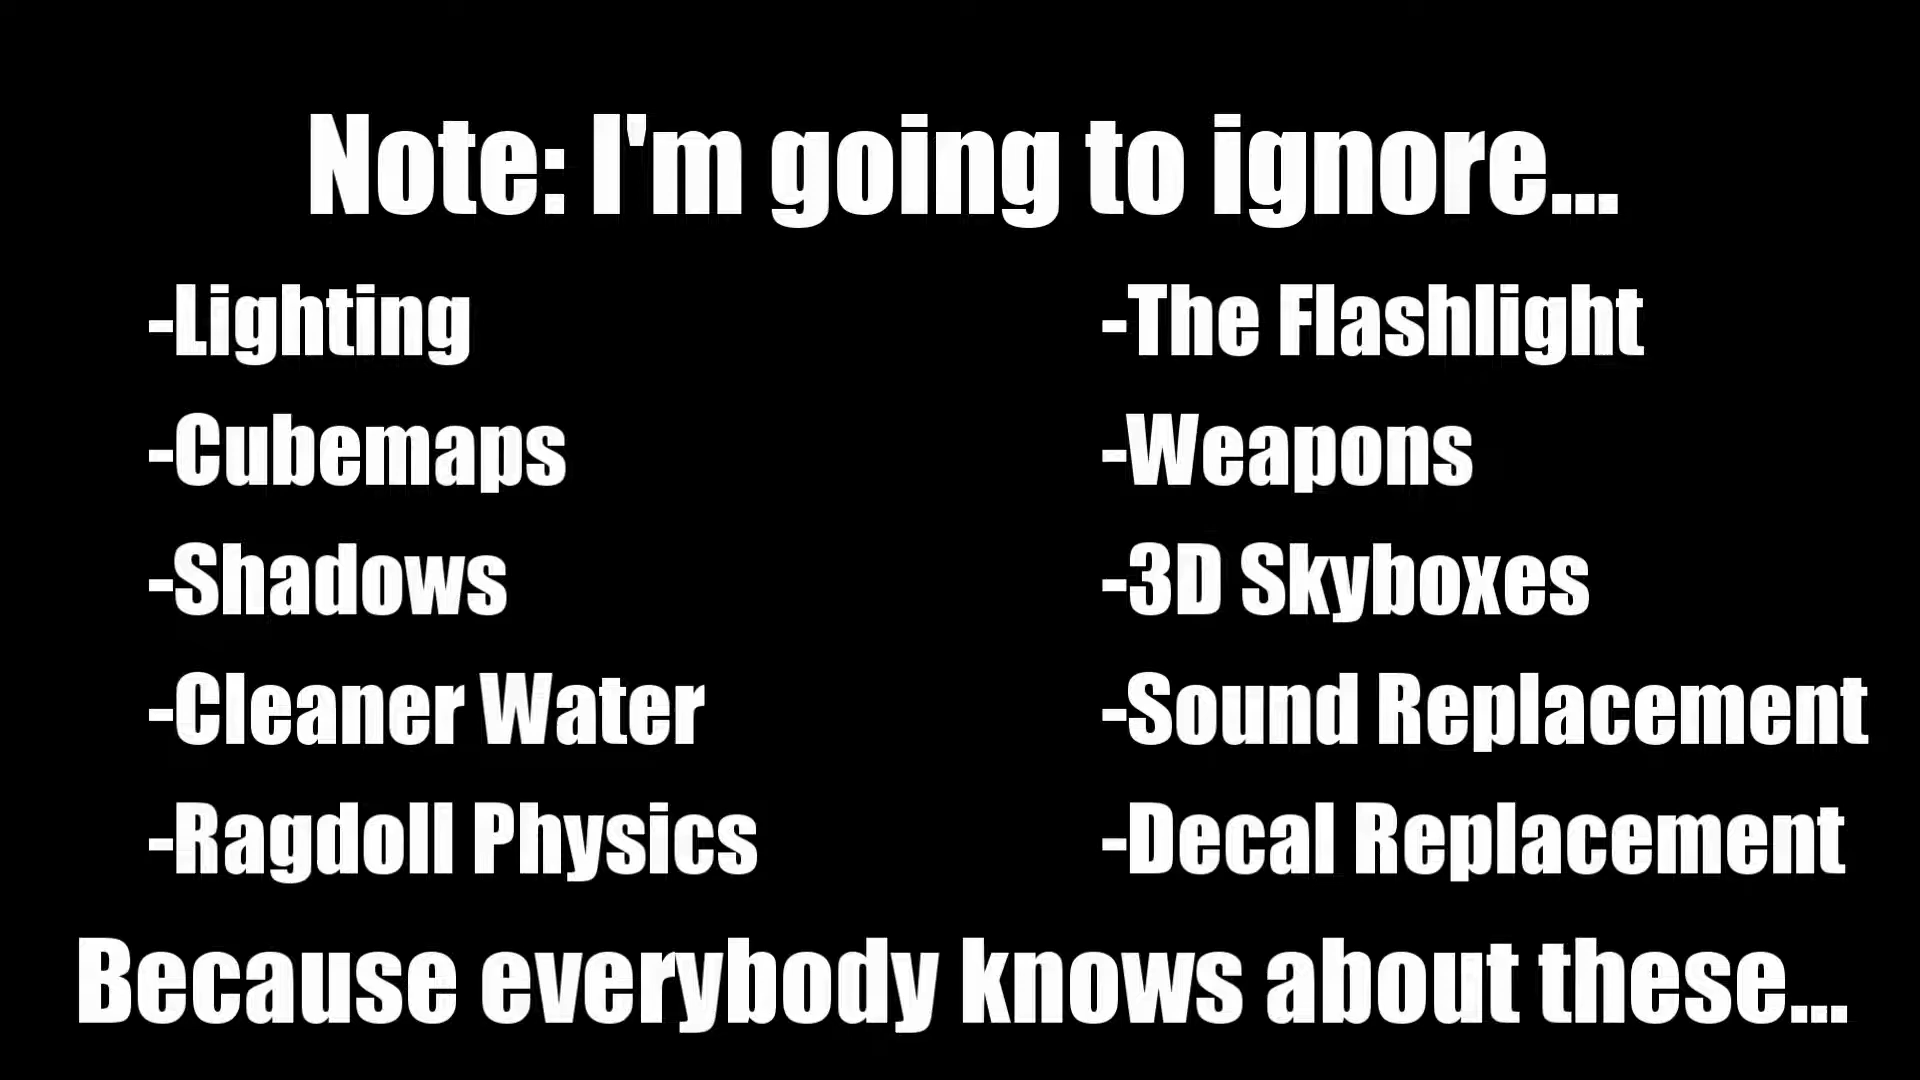 Note: I'm going to ignore...
-Lighting
-Cubemaps
-Shadows
-Cleaner Water
-Ragdoll Physics
-The Flashlight
-Weapons
-3D Skyboxes
-Sound Replacement
-Decal Replacement
Because everybody knows about these...